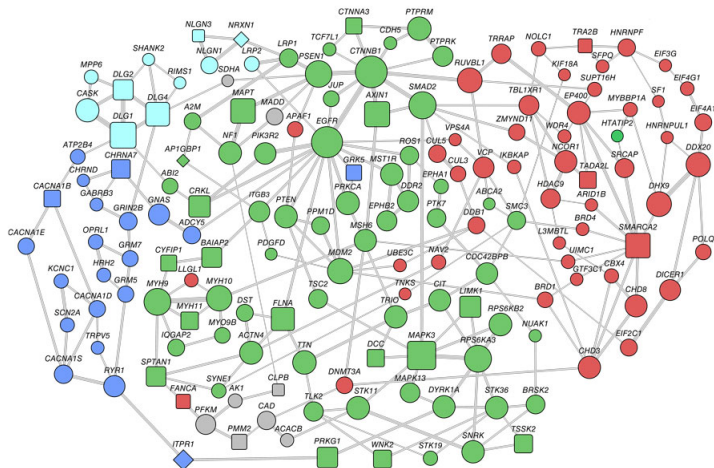 CTNNA3
PTPRM
NLGN3
NRXN1
CDH5
TCF7L1
LRP1
CTNNB1
PTPRK
TRRAP
NOLC1
TRA2B
HNRNPF
SHANK2
NLGN1
LRP2
PSEN1
RUVBL1
KIF18A
SFPQ
EIF3G
MPP6
DLG2
RIMS1
SDHA
JUP
AXIN1
SMAD2
TBL1XR1
SUPT16H
EIF4G1
CASK
DLG4
A2M
MAPT
MADD
EP400
MYBBP1A
SF1
EIF4A1
DLG1
APAF1
EGFR
VPS4A
ZMYND11
WDR47
HTATIP2
HNRNPUL1
ATP2B4
CHRNA7
AP1GBP1
NF1
PIK3R2
ROS1
CUL5
VCP
IKBKAP
NCOR1
SRCAP
DDX20
CHRND
ABI2
GRK5
MST1R
EPHA1
CUL3
TADA2L
CACNA1B
GABRB3
GNAS
CRKL
ITGB3
PTEN
PRKCA
DDR2
ABCA2
SMC3
HDAC9
ARID1B
DHX9
GRIN2B
ADCY5
PPM1D
EPHB2
PTK7
DDB1
BRD4
SMARCA2
CACNA1E
OPRL1
GRM7
CYFIP1
BAIAP2
PDGFD
MSH6
L3MBTL
UIMC1
POLQ
HRH2
LLGL1
MDM2
UBE3C
NAV2
CDC42BPB
GTF3C1
CBX4
KCNC1
CACNA1D
GRM5
MYH9
MYH10
TSC2
TNKS
CIT
LIMK1
BRD1
CHD8
DICER1
SCN2A
MYH11
DST
FLNA
TRIO
RPS6KB2
TRPV5
IQGAP2
MYO9B
ACTN4
DCC
MAPK3
RPS6KA3
NUAK1
EIF2C1
CACNA1S
RYR1
SPTAN1
SYNE1
TTN
CHD3
FANCA
AK1
CLPB
DNMT3A
MAPK13
PFKM
CAD
TLK2
STK11
DYRK1A
STK36
BRSK2
ITPR1
PMM2
ACACB
PRKG1
WNK2
STK19
SNRK
TSSK2